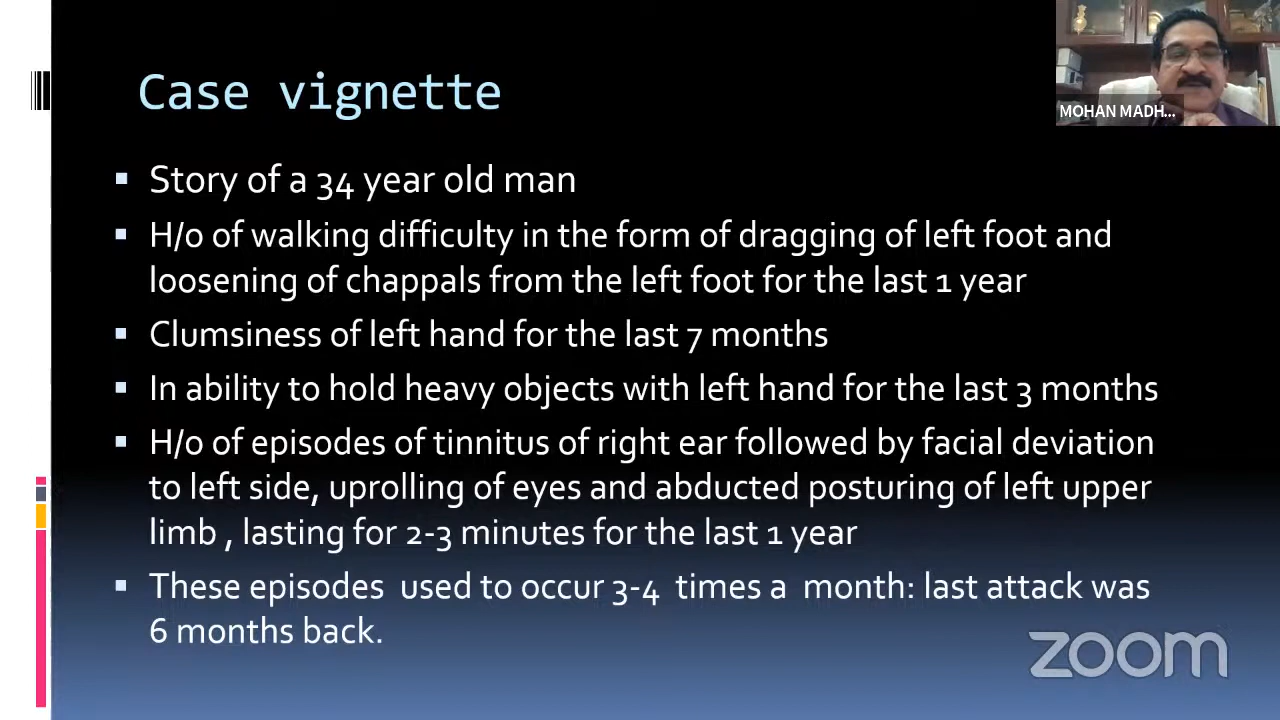 Case vignette
MOHAN MADH...
Story of a 34 year old man
H/o of walking difficulty in the form of dragging of left foot and
loosening of chappals from the left foot for the last 1 year
Clumsiness of left hand for the last 7 months
In ability to hold heavy objects with left hand for the last 3 months
H/o of episodes of tinnitus of right ear followed by facial deviation
to left side, uprolling of eyes and abducted posturing of left upper
limb , lasting for 2-3 minutes for the last 1 year
These episodes used to occur 3-4 times a month: last attack was
6 months back.
zoom